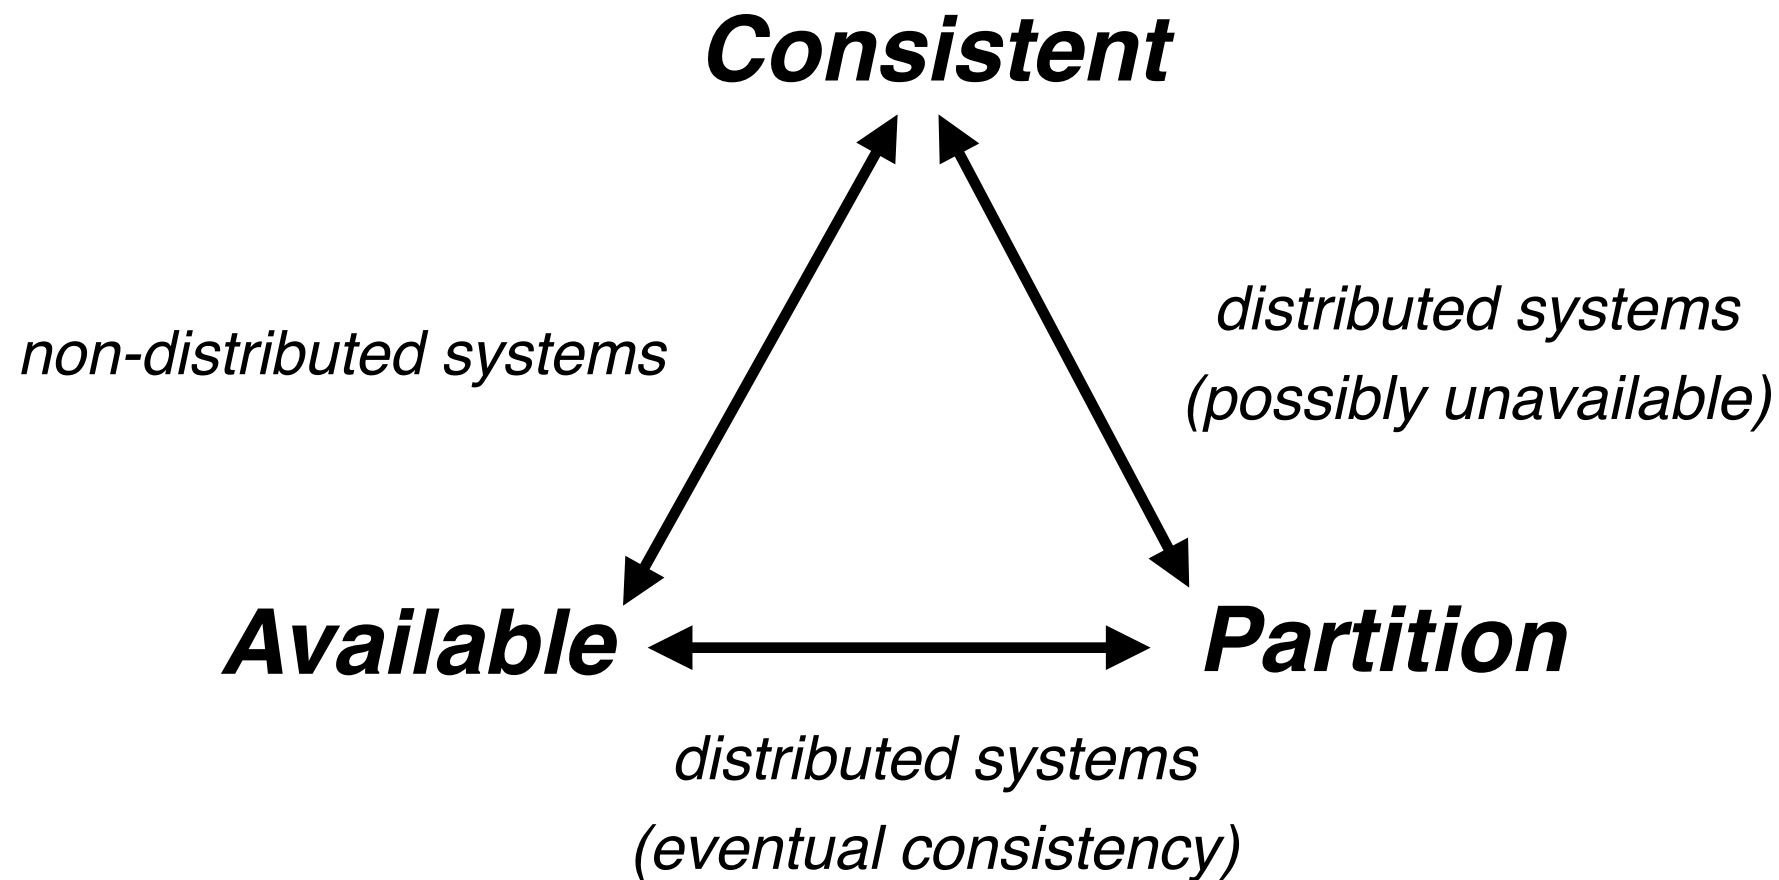 Consistent
non-distributed systems
distributed systems
(possibly unavailable)
Available
Partition
distributed systems
(eventual consistency)